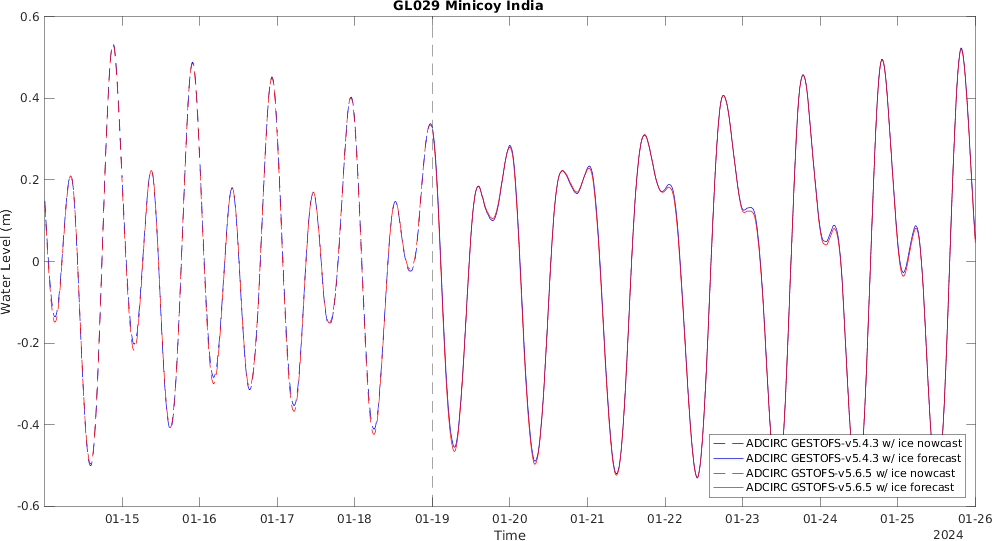 GL029 Minicoy India
0.6
0.4
0.2
0
-0.2
-0.4
-0.6
Water Level (m)
ADCIRC GESTOFS-v5.4.3 w/ ice nowcast
ADCIRC GESTOFS-v5.4.3 w/ ice forecast
ADCIRC GSTOFS-v5.6.5 w/ ice nowcast
ADCIRC GSTOFS-v5.6.5 w/ ice forecast
01-15 01-16 01-17 01-18 01-19 01-20 01-21 01-22 01-23 01-24 01-25 01-26
Time
2024